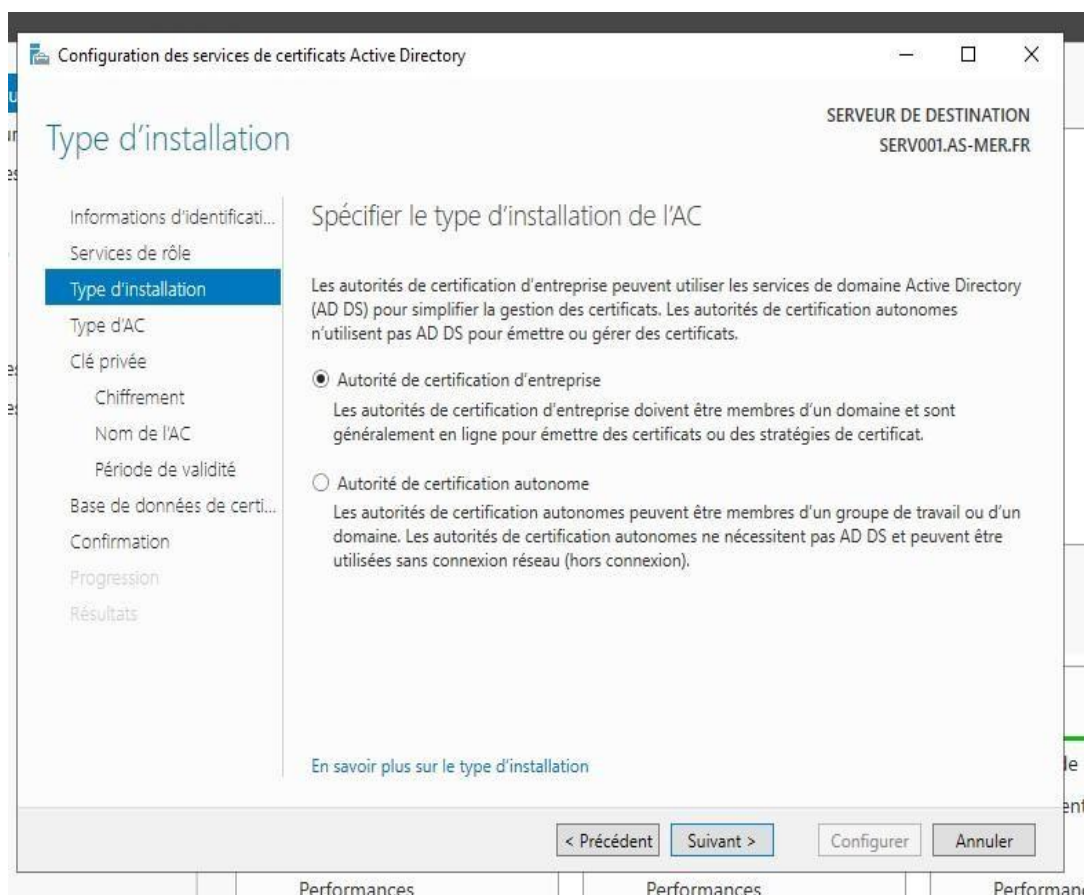 Configuration des services de certificats Active Directory
SERVEUR DE DESTINATION
SERV001.AS-MER.FR
Type d'installation
Informations d'identificati...
Services de rôle
Type d'installation
Type d'AC
Clé privée
Chiffrement
Nom de l'AC
Période de validité
Base de données de certi...
Confirmation
Progression
Résultats
Spécifier le type d'installation de l'AC
Les autorités de certification d'entreprise peuvent utiliser les services de domaine Active Directory
(AD DS) pour simplifier la gestion des certificats. Les autorités de certification autonomes
n'utilisent pas AD DS pour émettre ou gérer des certificats.
Autorité de certification d'entreprise
Les autorités de certification d'entreprise doivent être membres d'un domaine et sont
généralement en ligne pour émettre des certificats ou des stratégies de certificat.
Autorité de certification autonome
Les autorités de certification autonomes peuvent être membres d'un groupe de travail ou d'un
domaine. Les autorités de certification autonomes ne nécessitent pas AD DS et peuvent être
utilisées sans connexion réseau (hors connexion).
En savoir plus sur le type d'installation
< Précédent
Suivant >
Configurer
Annuler
Performances
Performances